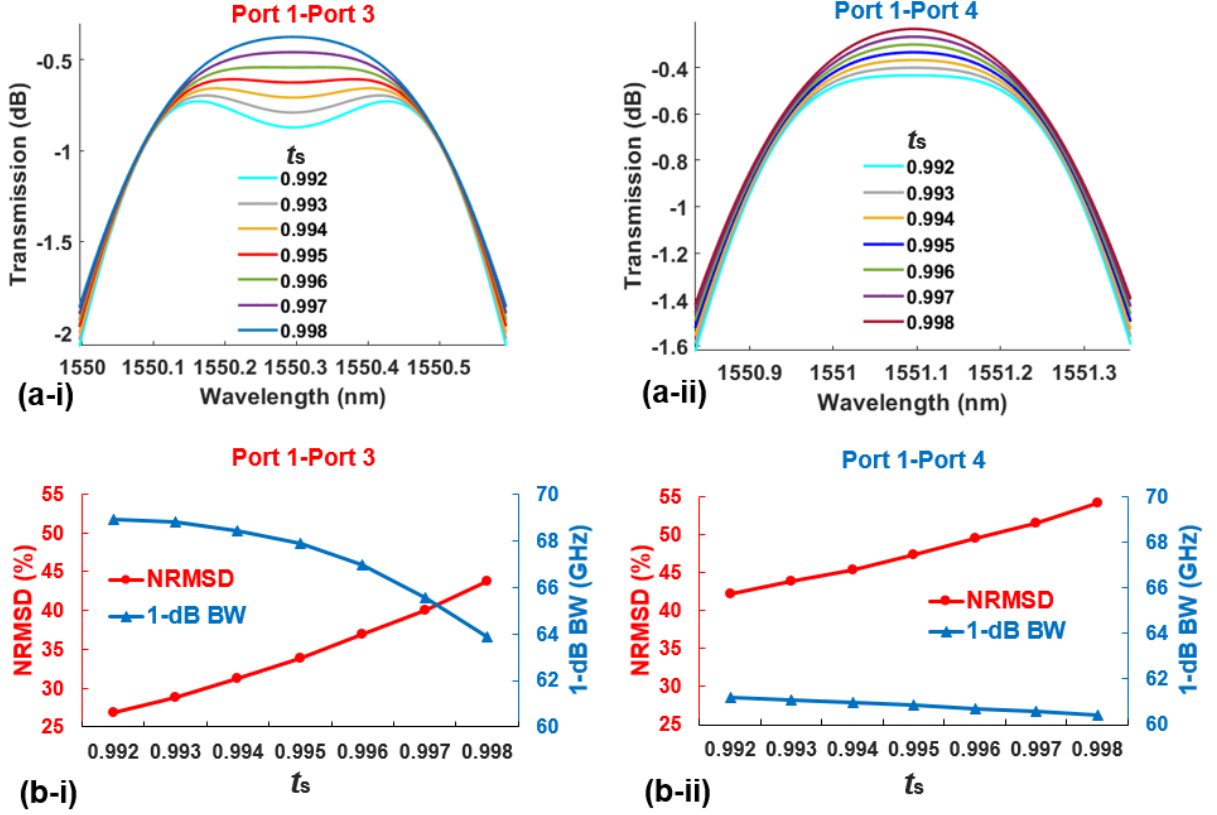 Port 1-Port 3
-0.5
-1
-1.5
-2
Transmission (dB)
ts
0.992
0.993
0.994
0.995
0.996
0.997
0.998
1550 1550.1 1550.2 1550.3 1550.4 1550.5
Wavelength (nm)
(a-i)
Port 1-Port 4
-0.4
-0.6
-0.8
-1
-1.2
-1.4
-1.6
Transmission (dB)
ts
0.992
0.993
0.994
0.995
0.996
0.997
0.998
1550.9 1551 1551.1 1551.2 1551.3
Wavelength (nm)
(a-ii)
Port 1-Port 3
55
50
45
40
35
30
25
NRMSD (%)
NRMSD
1-dB BW
70
68
66
64
62
60
1-dB BW (GHz)
0.992 0.993 0.994 0.995 0.996 0.997 0.998
ts
(b-i)
Port 1-Port 4
55
50
45
40
35
30
25
NRMSD (%)
NRMSD
1-dB BW
70
68
66
64
62
60
1-dB BW (GHz)
0.992 0.993 0.994 0.995 0.996 0.997 0.998
ts
(b-ii)